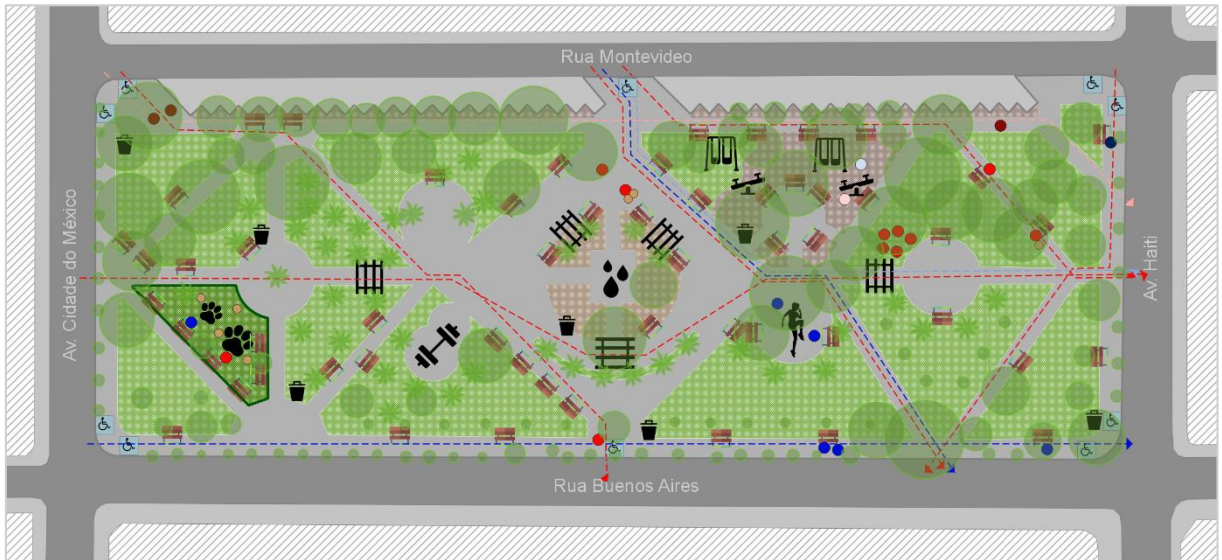 Rua Montevideo
Av. Cidade do México
Av. Haiti
Rua Buenos Aires